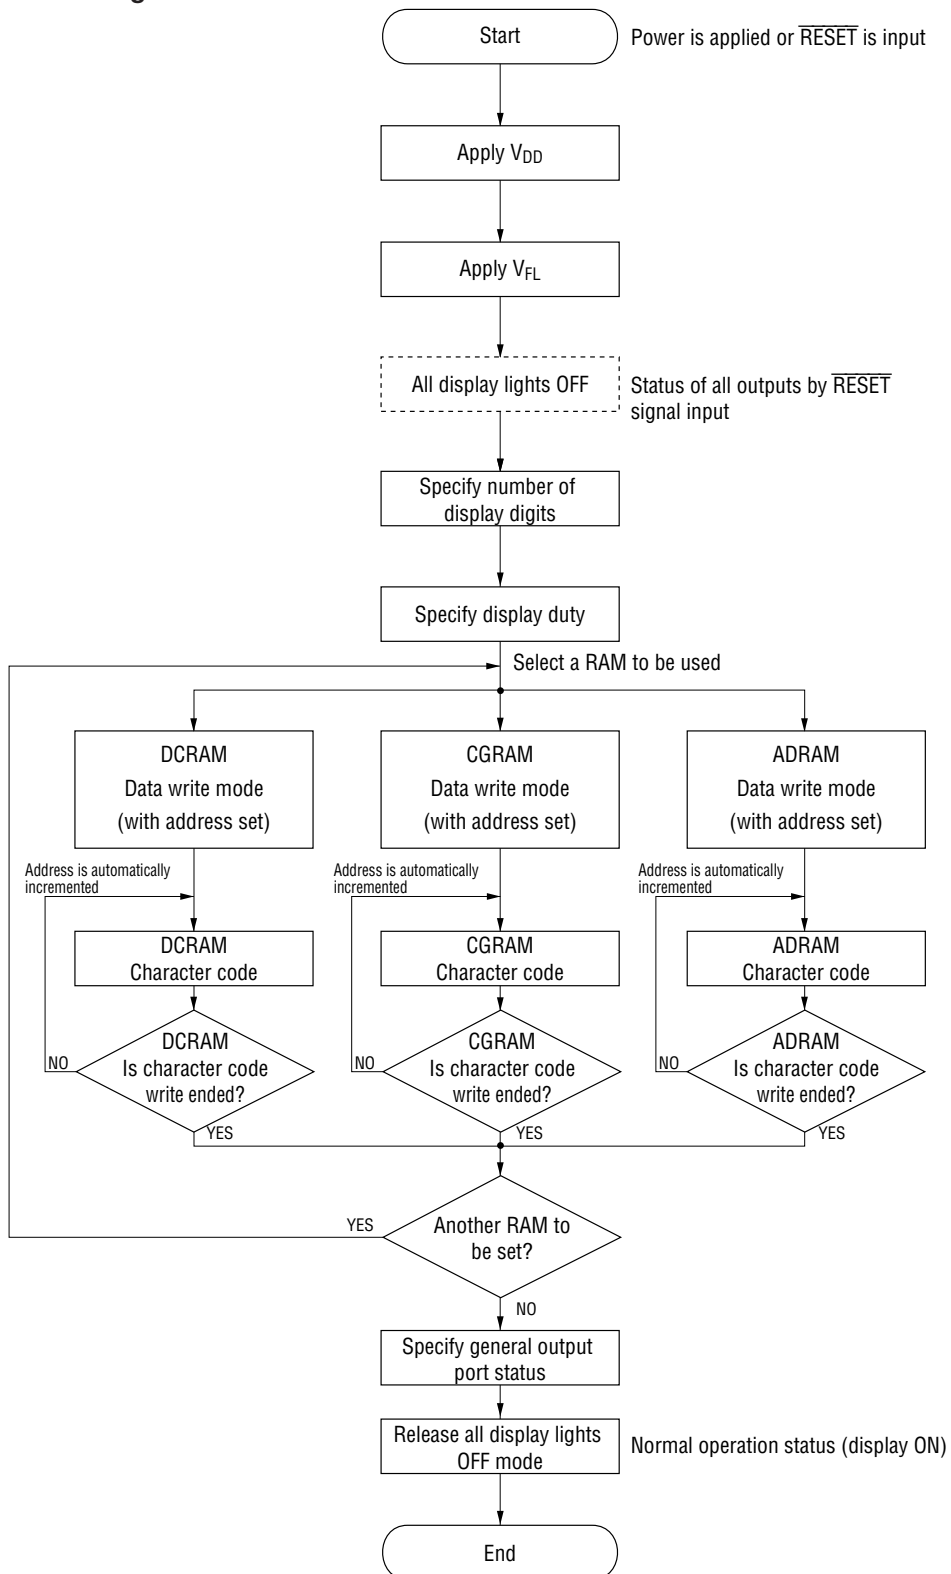 Start
Power is applied or RESET is input
Apply VDD
Apply VFL
All display lights OFF
Status of all outputs by RESET
signal input
Specify number of
display digits
Specify display duty
Select a RAM to be used
DCRAM
Data write mode
(with address set)
CGRAM
Data write mode
(with address set)
ADRAM
Data write mode
(with address set)
Address is automatically
incremented
Address is automatically
incremented
Address is automatically
incremented
DCRAM
Character code
CGRAM
Character code
ADRAM
Character code
DCRAM
Is character code
write ended?
NO
YES
CGRAM
Is character code
write ended?
NO
YES
ADRAM
Is character code
write ended?
NO
YES
Another RAM to
be set?
YES
NO
Specify general output
port status
Release all display lights
OFF mode
Normal operation status (display ON)
End